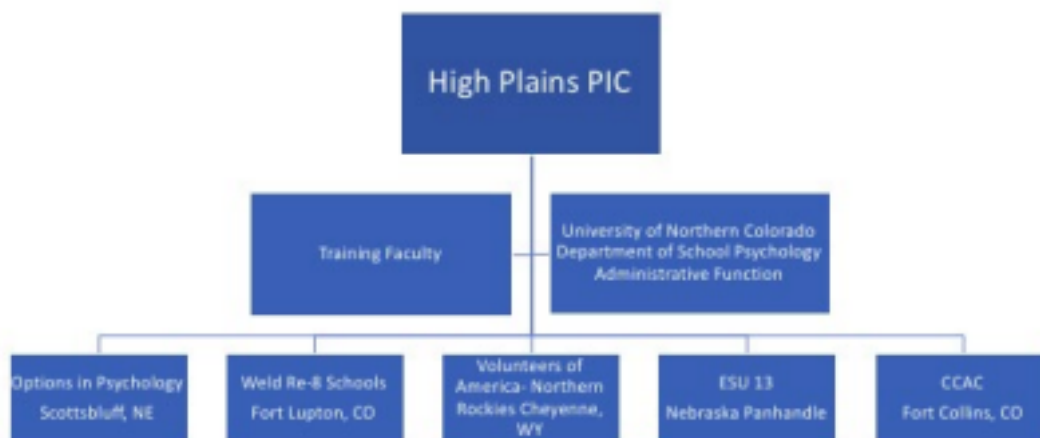 High Plains PIC
Training Faculty
University of Northern Colorado
Department of School Psychology
Administrative Function
Options in Psychology
Scottsbluff, NE
Weld Re-8 Schools
Fort Lupton, CO
Volunteers of
America- Northern
Rockies Cheyenne,
WY
ESU 13
Nebraska Panhandle
CCAC
Fort Collins, CO